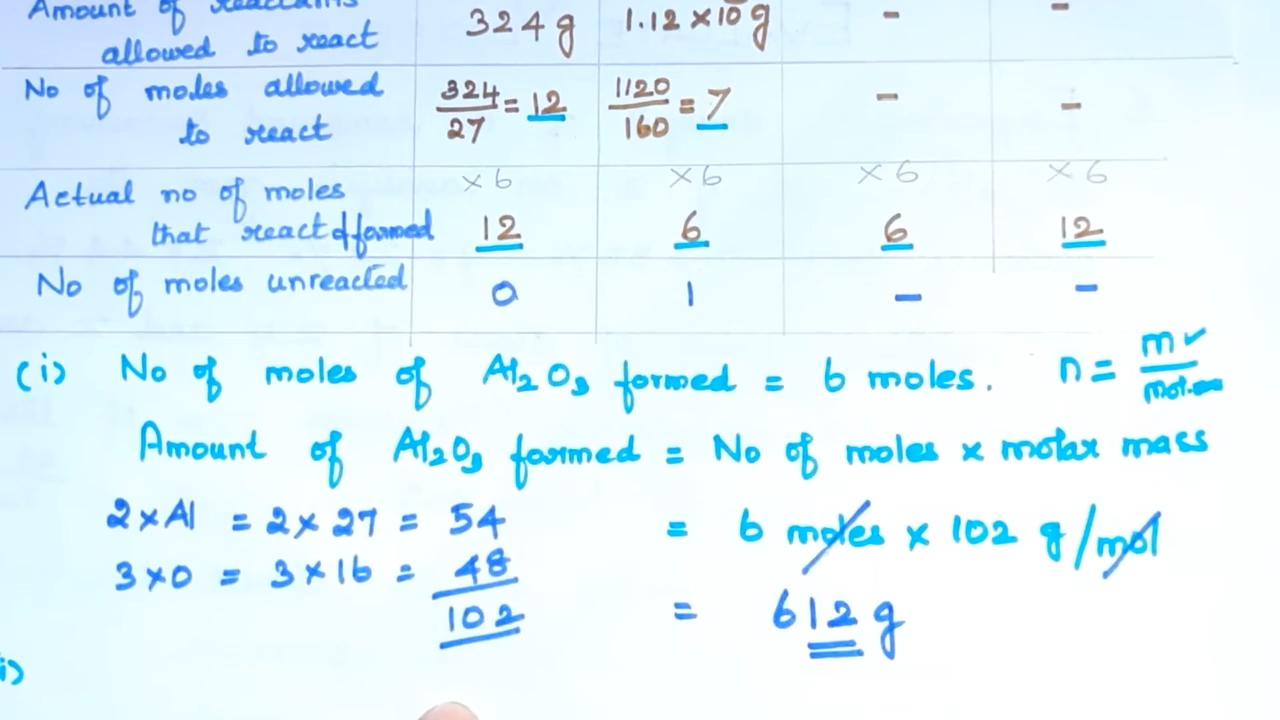 Amount of reactants 324 g 1.12 × 10 g - -
allowed to react
No of moles allowed 324/27 = 12 1120/160 = 7 - -
to react
Actual no of moles ×6 ×6 ×6 ×6
that react & formed 12 6 6 12
No of moles unreacted 0 1 - -
(i) No of moles of Al₂O₃ formed = 6 moles. n = m/mol.
Amount of Al₂O₃ formed = No of moles × molar mass
2×Al = 2×27 = 54 = 6 moles × 102 g/mol
3×O = 3×16 = 48
102 = 612 g
i)